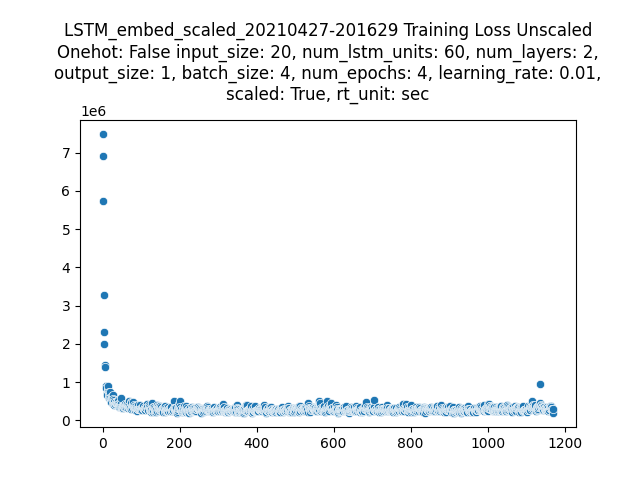 LSTM_embed_scaled_20210427-201629 Training Loss Unscaled
Onehot: False input_size: 20, num_lstm_units: 60, num_layers: 2,
output_size: 1, batch_size: 4, num_epochs: 4, learning_rate: 0.01,
scaled: True, rt_unit: sec
1e6
7
6
5
4
3
2
1
0
0 200 400 600 800 1000 1200